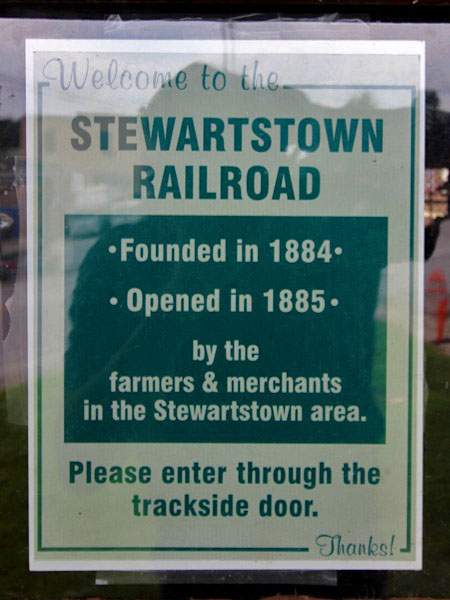 Welcome to the
STEWARTSTOWN
RAILROAD
•Founded in 1884•
• Opened in 1885•
by the
farmers & merchants
in the Stewartstown area.
Please enter through the
trackside door.
Thanks!